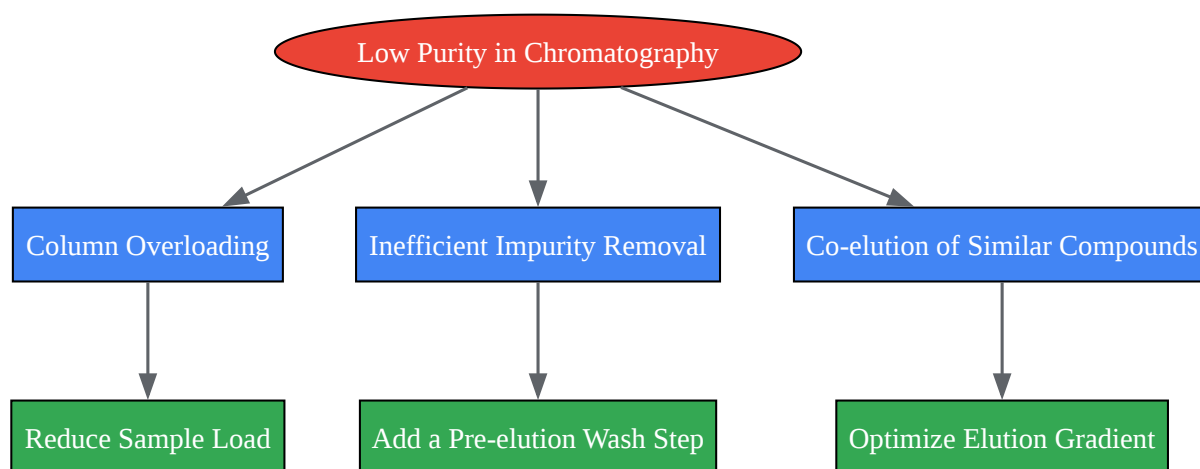 Low Purity in Chromatography
Column Overloading
Inefficient Impurity Removal
Co-elution of Similar Compounds
Reduce Sample Load
Add a Pre-elution Wash Step
Optimize Elution Gradient